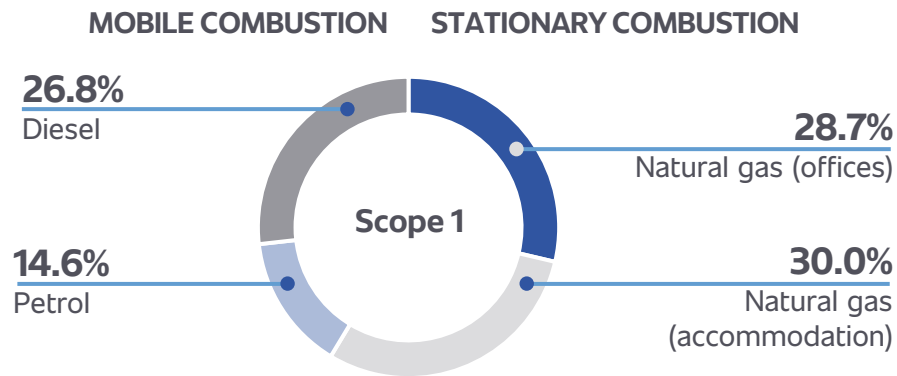 MOBILE COMBUSTION
STATIONARY COMBUSTION
26.8%
Diesel
28.7%
Natural gas (offices)
Scope 1
14.6%
Petrol
30.0%
Natural gas
(accommodation)